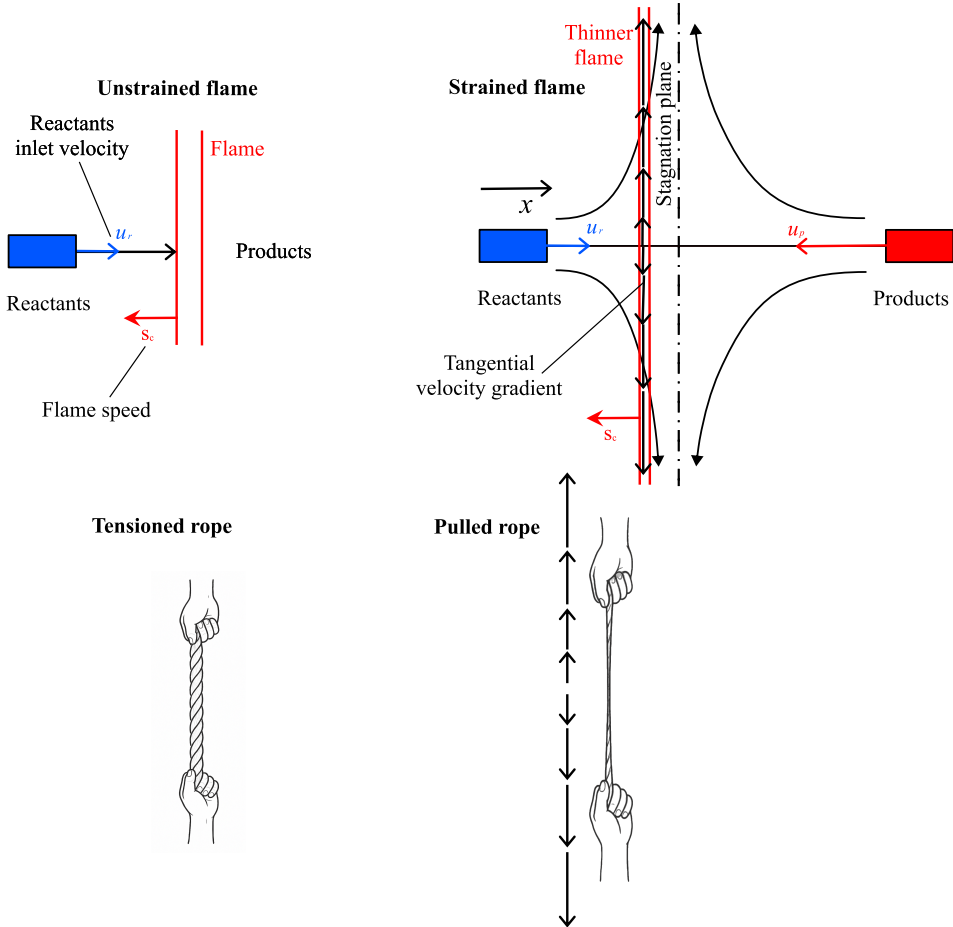 Unstrained flame
Reactants
inlet velocity
Flame
u_r
Products
Reactants
s_c
Flame speed
Strained flame
Thinner
flame
Stagnation plane
x
u_r
u_p
Reactants
Products
Tangential
velocity gradient
s_c
Tensioned rope
Pulled rope